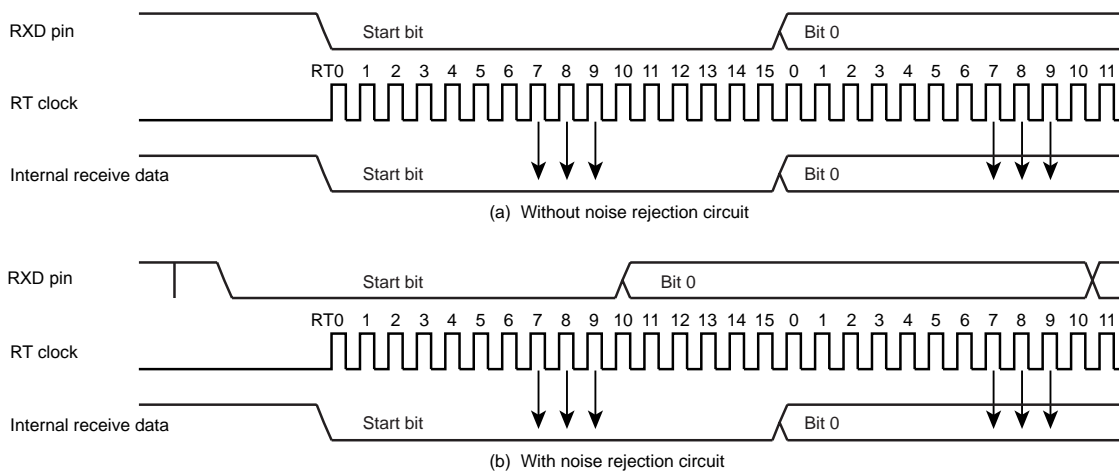 RXD pin Start bit Bit 0
RT0 1 2 3 4 5 6 7 8 9 10 11 12 13 14 15 0 1 2 3 4 5 6 7 8 9 10 11
RT clock
Internal receive data Start bit Bit 0
(a) Without noise rejection circuit
RXD pin Start bit Bit 0
RT0 1 2 3 4 5 6 7 8 9 10 11 12 13 14 15 0 1 2 3 4 5 6 7 8 9 10 11
RT clock
Internal receive data Start bit Bit 0
(b) With noise rejection circuit